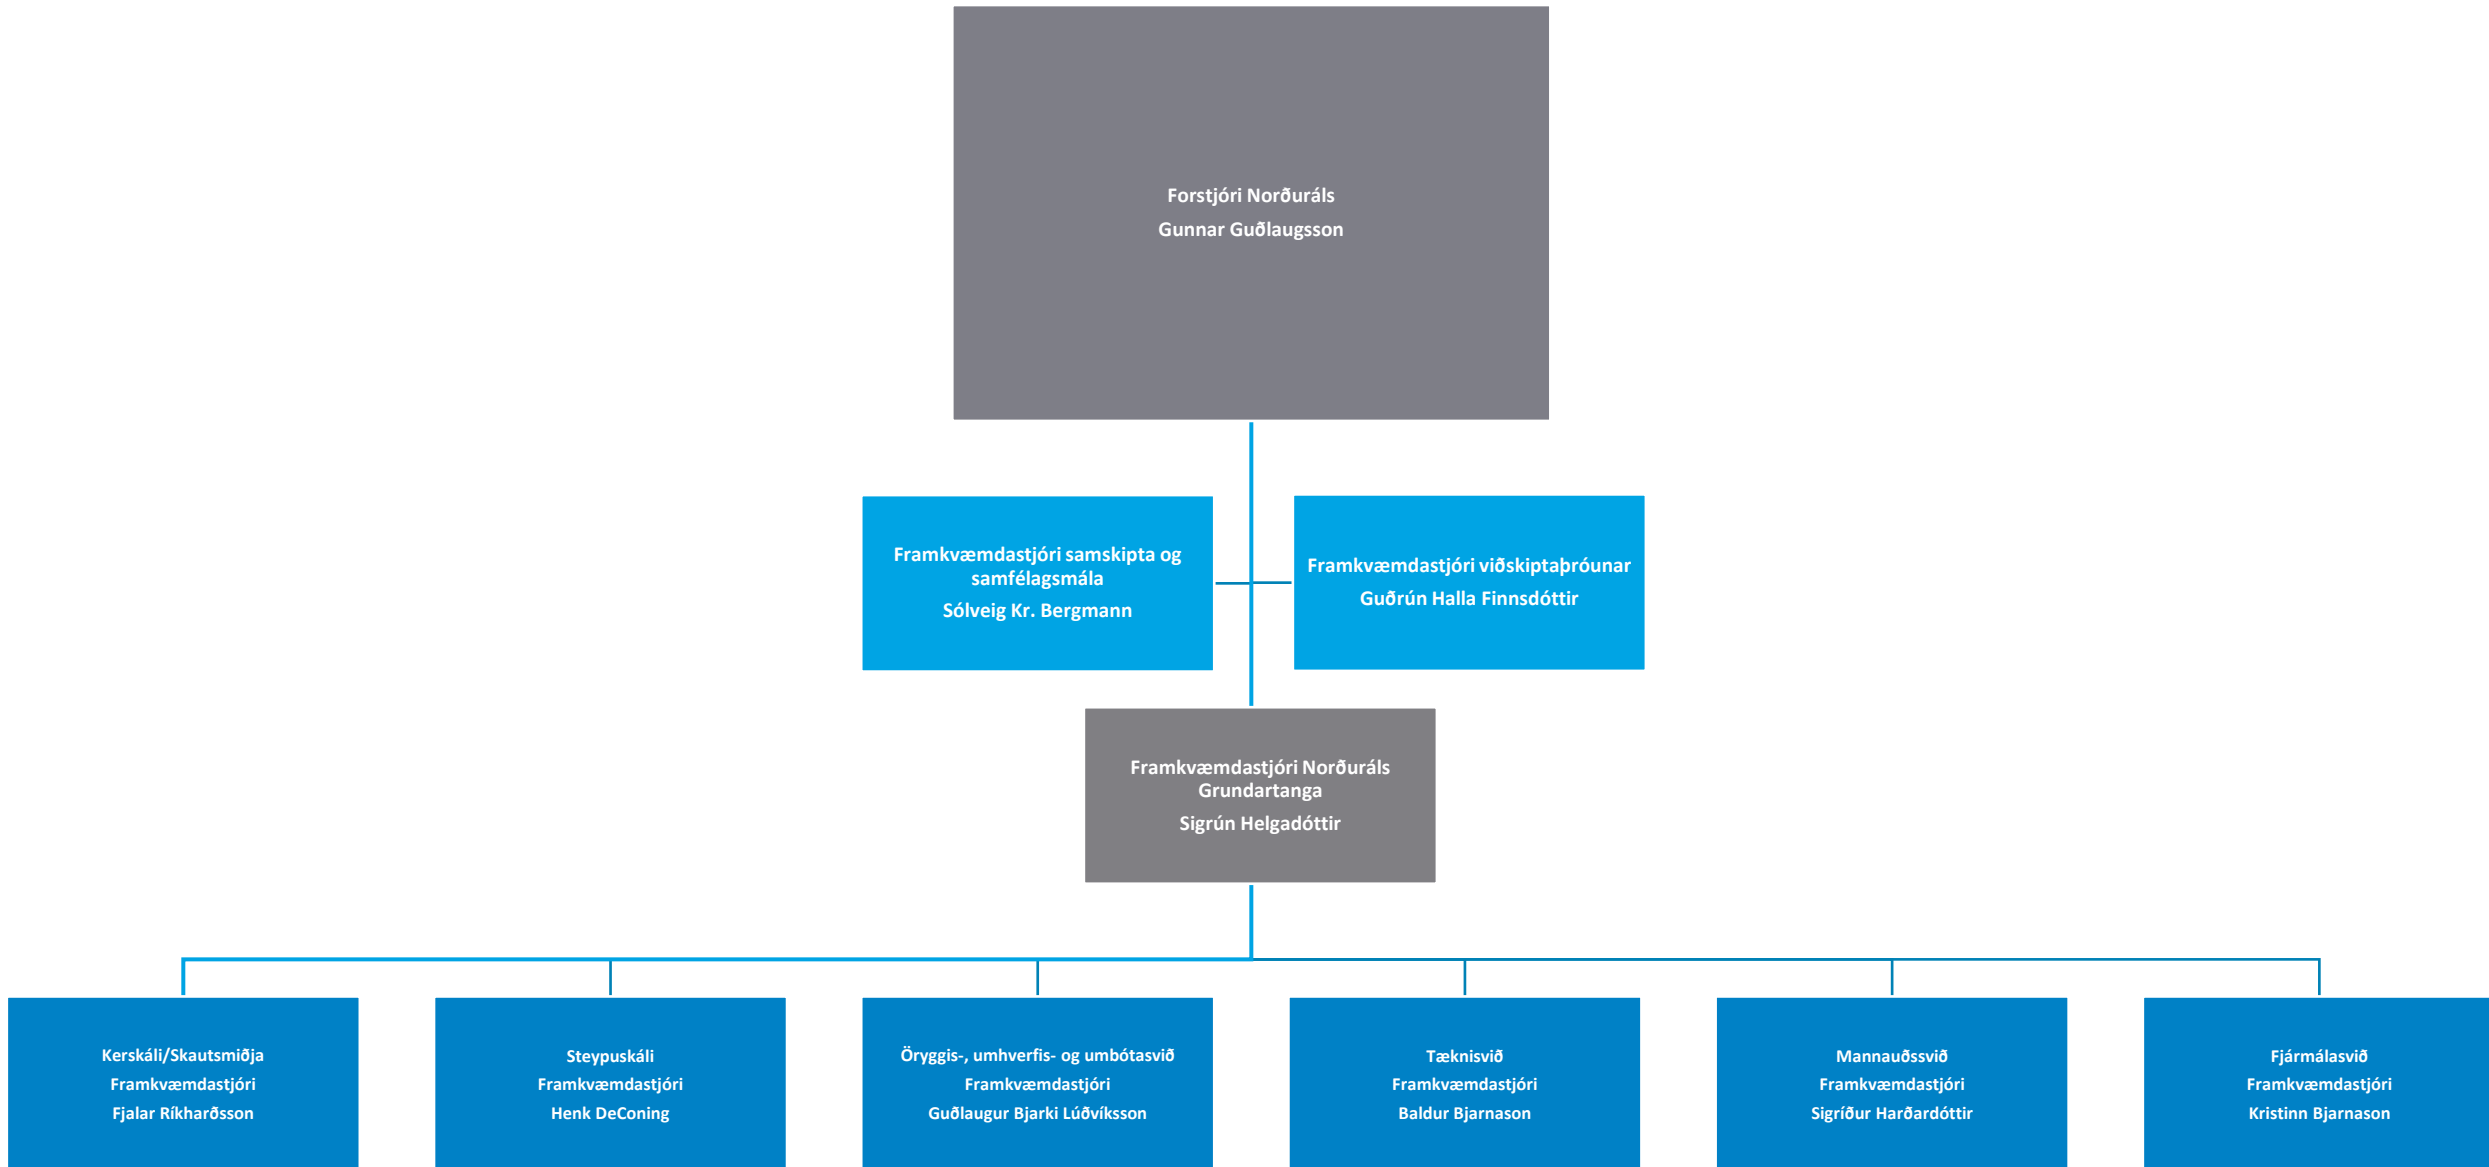 Forstjóri Norðuráls
Gunnar Guðlaugsson
Framkvæmdastjóri samskipta og
samfélagsmála
Sólveig Kr. Bergmann
Framkvæmdastjóri viðskiptaþróunar
Guðrún Halla Finnsdóttir
Framkvæmdastjóri Norðuráls
Grundartanga
Sigrún Helgadóttir
Kerskáli/Skautsmiðja
Framkvæmdastjóri
Fjalar Ríkharðsson
Steypuskáli
Framkvæmdastjóri
Henk DeConing
Öryggis-, umhverfis- og umbótasvið
Framkvæmdastjóri
Guðlaugur Bjarki Lúðvíksson
Tæknisvið
Framkvæmdastjóri
Baldur Bjarnason
Mannauðssvið
Framkvæmdastjóri
Sigríður Harðardóttir
Fjármálasvið
Framkvæmdastjóri
Kristinn Bjarnason